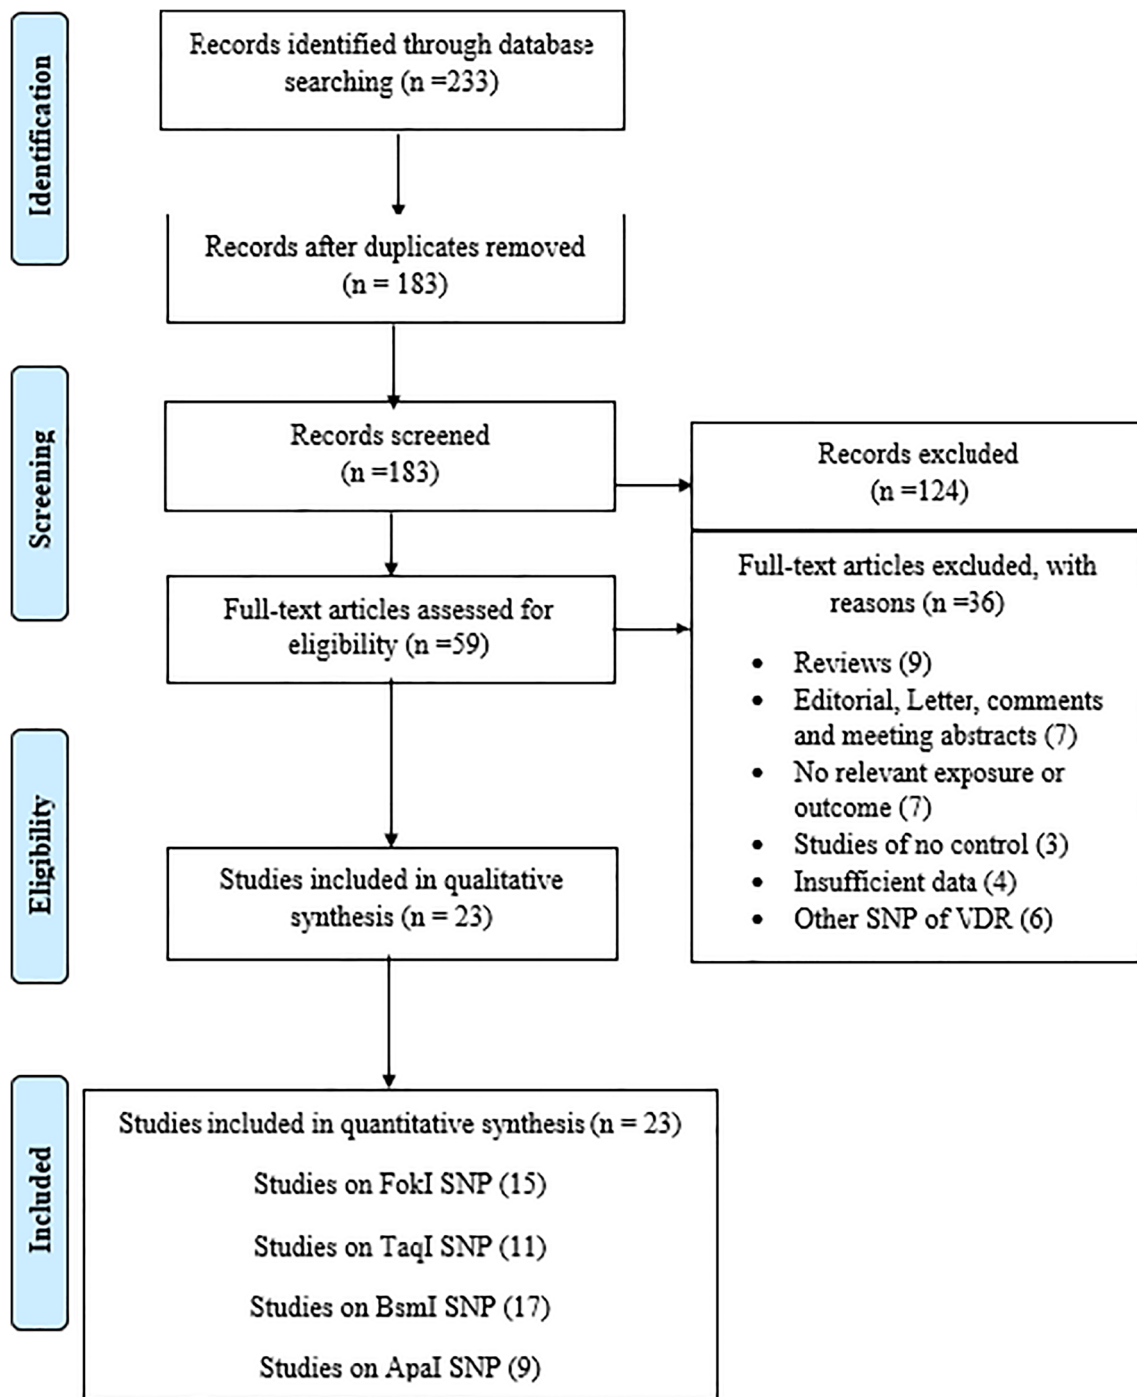 Identification
Records identified through database
searching (n =233)
Records after duplicates removed
(n = 183)
Screening
Records screened
(n =183)
Records excluded
(n =124)
Full-text articles assessed for
eligibility (n =59)
Full-text articles excluded, with
reasons (n =36)
• Reviews (9)
• Editorial, Letter, comments
and meeting abstracts (7)
• No relevant exposure or
outcome (7)
• Studies of no control (3)
• Insufficient data (4)
• Other SNP of VDR (6)
Eligibility
Studies included in qualitative
synthesis (n = 23)
Included
Studies included in quantitative synthesis (n = 23)
Studies on FokI SNP (15)
Studies on TaqI SNP (11)
Studies on BsmI SNP (17)
Studies on ApaI SNP (9)